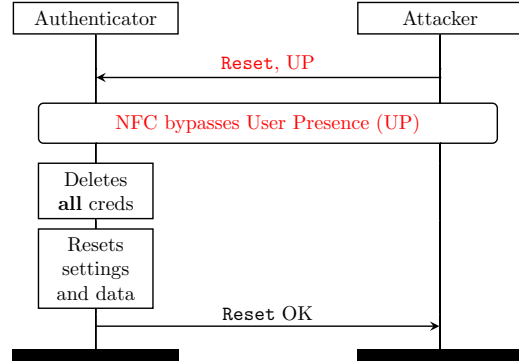 Authenticator
Attacker
Reset, UP
NFC bypasses User Presence (UP)
Deletes
all creds
Resets
settings
and data
Reset OK